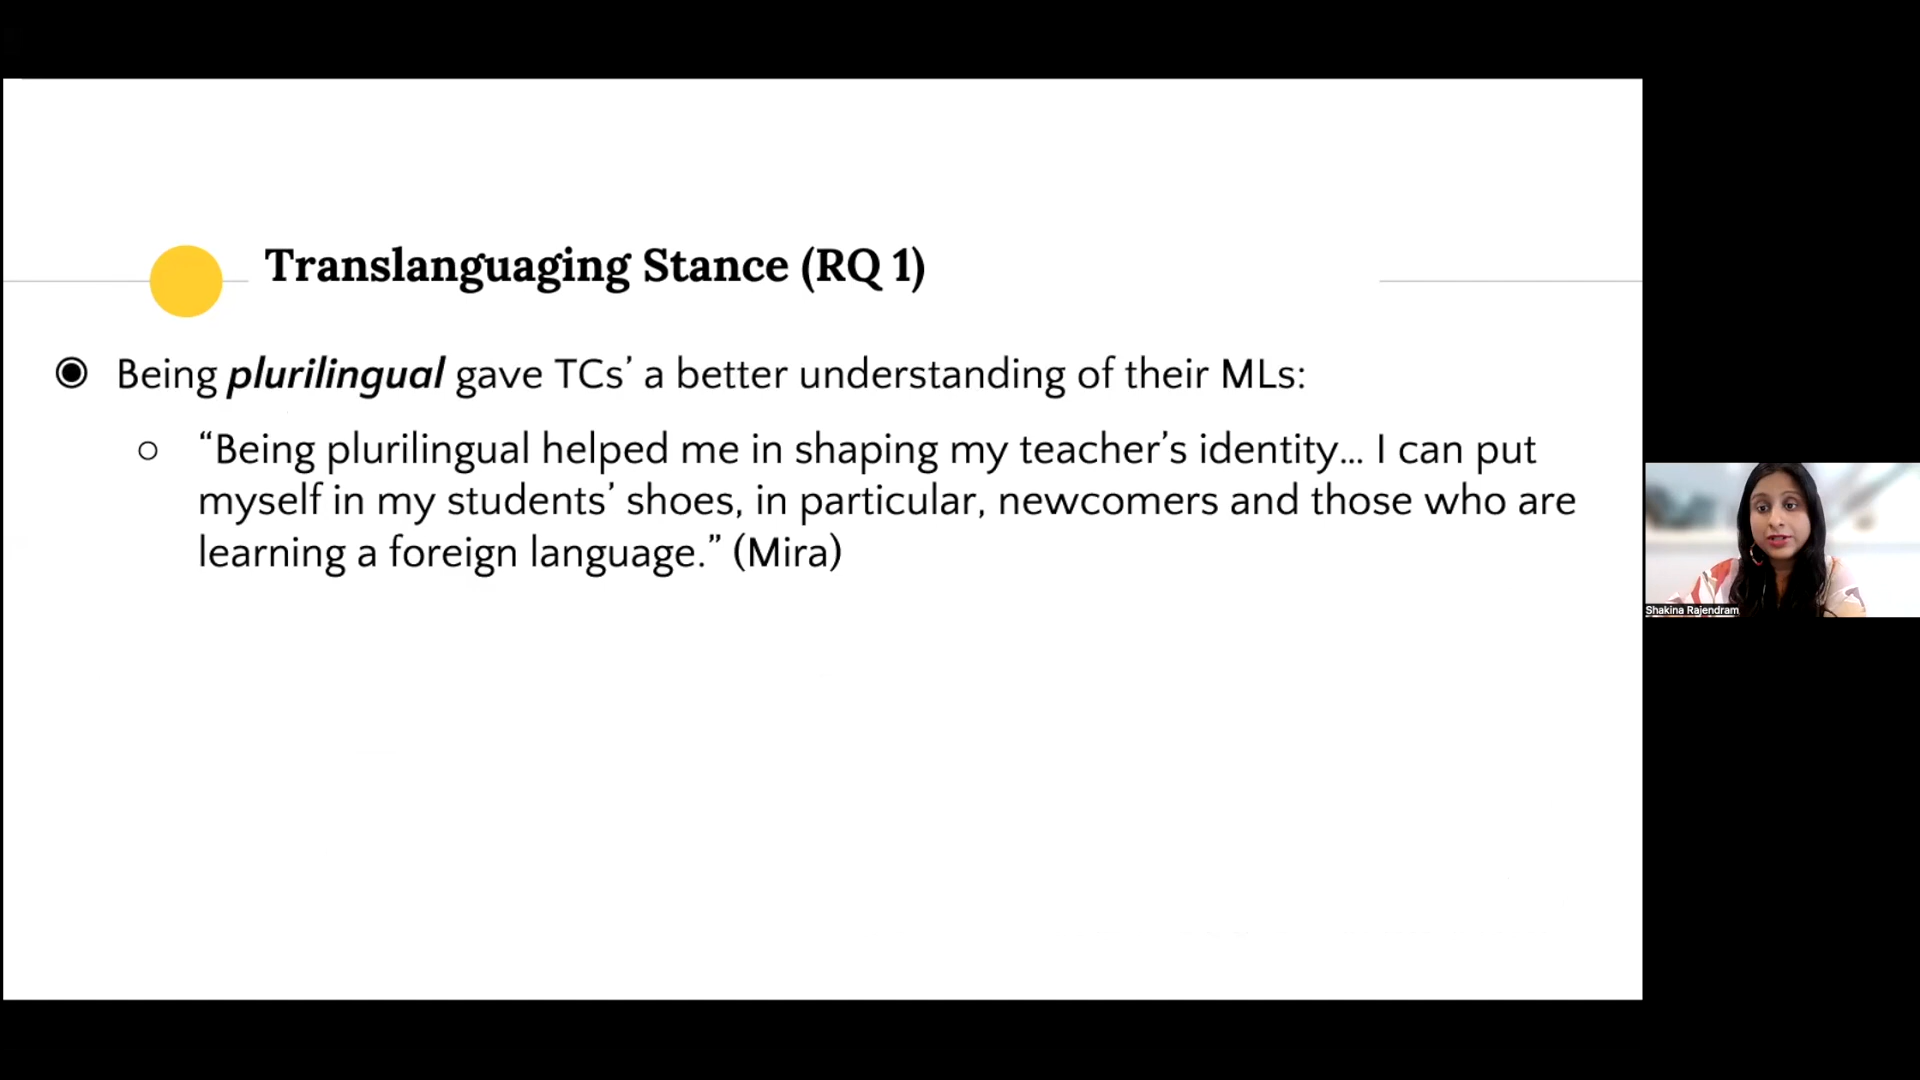 Translanguaging Stance (RQ 1)
Being plurilingual gave TCs’ a better understanding of their MLs:
“Being plurilingual helped me in shaping my teacher’s identity... I can put
myself in my students’ shoes, in particular, newcomers and those who are
learning a foreign language.” (Mira)
Shakina Rajendram